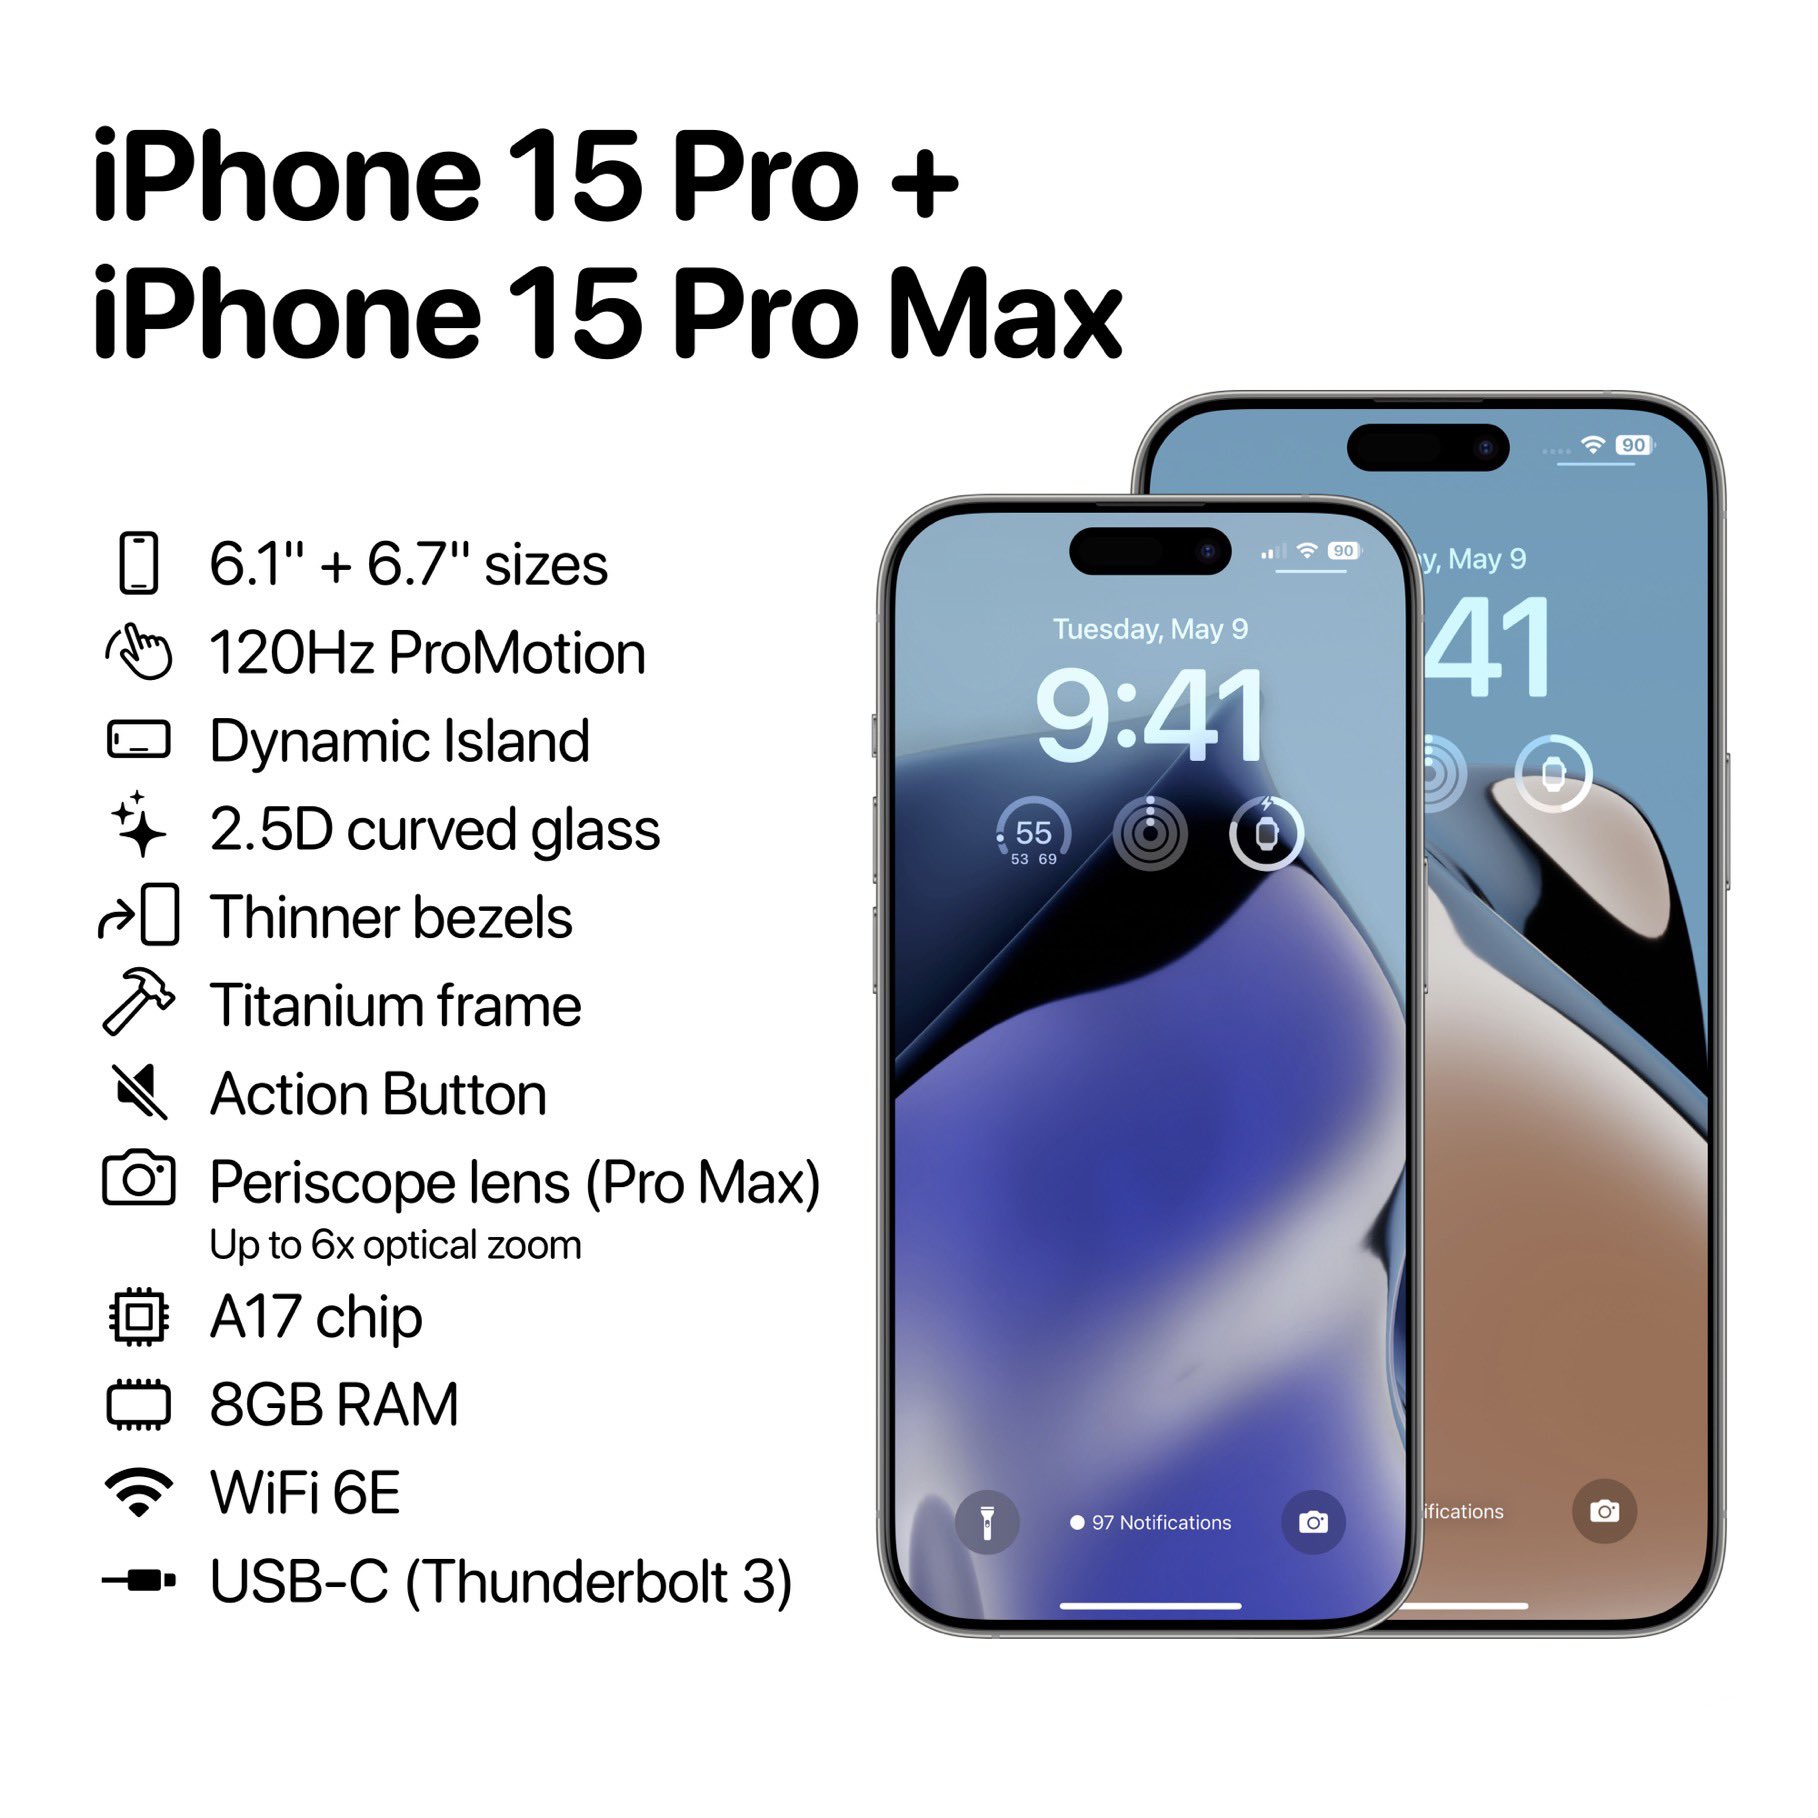 iPhone 15 Pro +
iPhone 15 Pro Max
6.1" + 6.7" sizes
120Hz ProMotion
Dynamic Island
2.5D curved glass
Thinner bezels
Titanium frame
Action Button
Periscope lens (Pro Max)
Up to 6x optical zoom
A17 chip
8GB RAM
WiFi 6E
USB-C (Thunderbolt 3)
90
Tuesday, May 9
9:41
55
53 69
97 Notifications
90
y, May 9
41
ifications